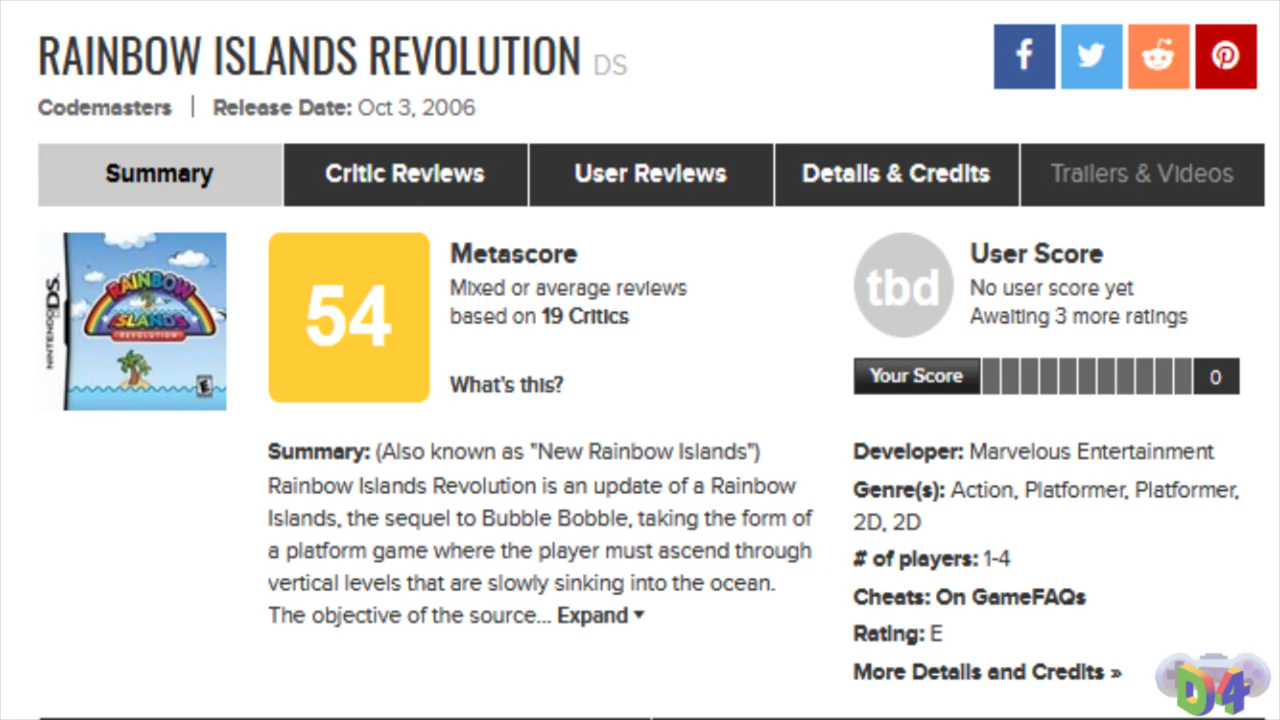 RAINBOW ISLANDS REVOLUTION DS
Codemasters | Release Date: Oct 3, 2006
Summary
Critic Reviews
User Reviews
Details & Credits
Trailers & Videos
NINTENDO DS
RAINBOW
ISLANDS
REVOLUTION
E
54
Metascore
Mixed or average reviews
based on 19 Critics
What's this?
tbd
User Score
No user score yet
Awaiting 3 more ratings
Your Score
0
Summary: (Also known as "New Rainbow Islands")
Rainbow Islands Revolution is an update of a Rainbow
Islands, the sequel to Bubble Bobble, taking the form of
a platform game where the player must ascend through
vertical levels that are slowly sinking into the ocean.
The objective of the source... Expand
Developer: Marvelous Entertainment
Genre(s): Action, Platformer, Platformer,
2D, 2D
# of players: 1-4
Cheats: On GameFAQs
Rating: E
More Details and Credits »
D4